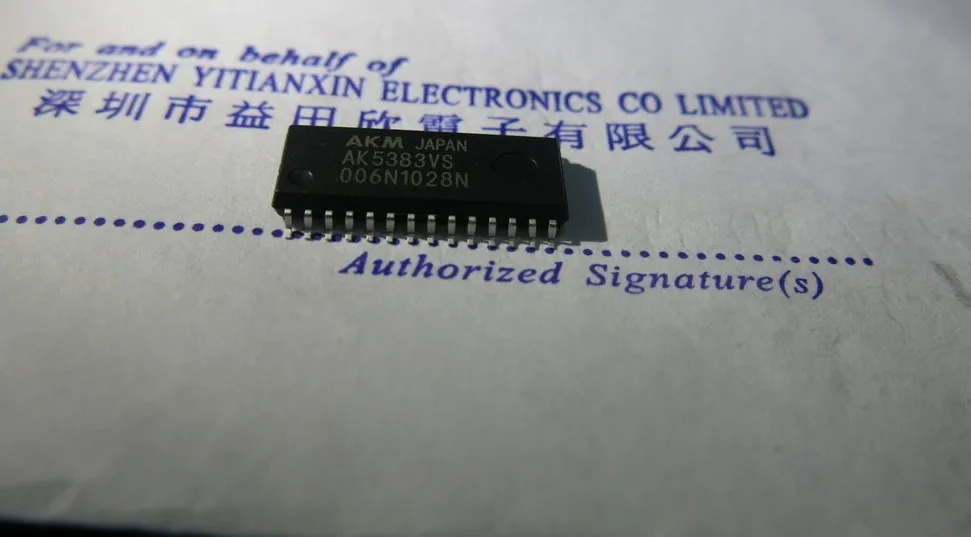 For and on behalf of
SHENZHEN YITIANXIN ELECTRONICS CO LIMITED
深圳市益田欣電子有限公司
AKM JAPAN
AK5383VS
006N1028N
Authorized Signature(s)